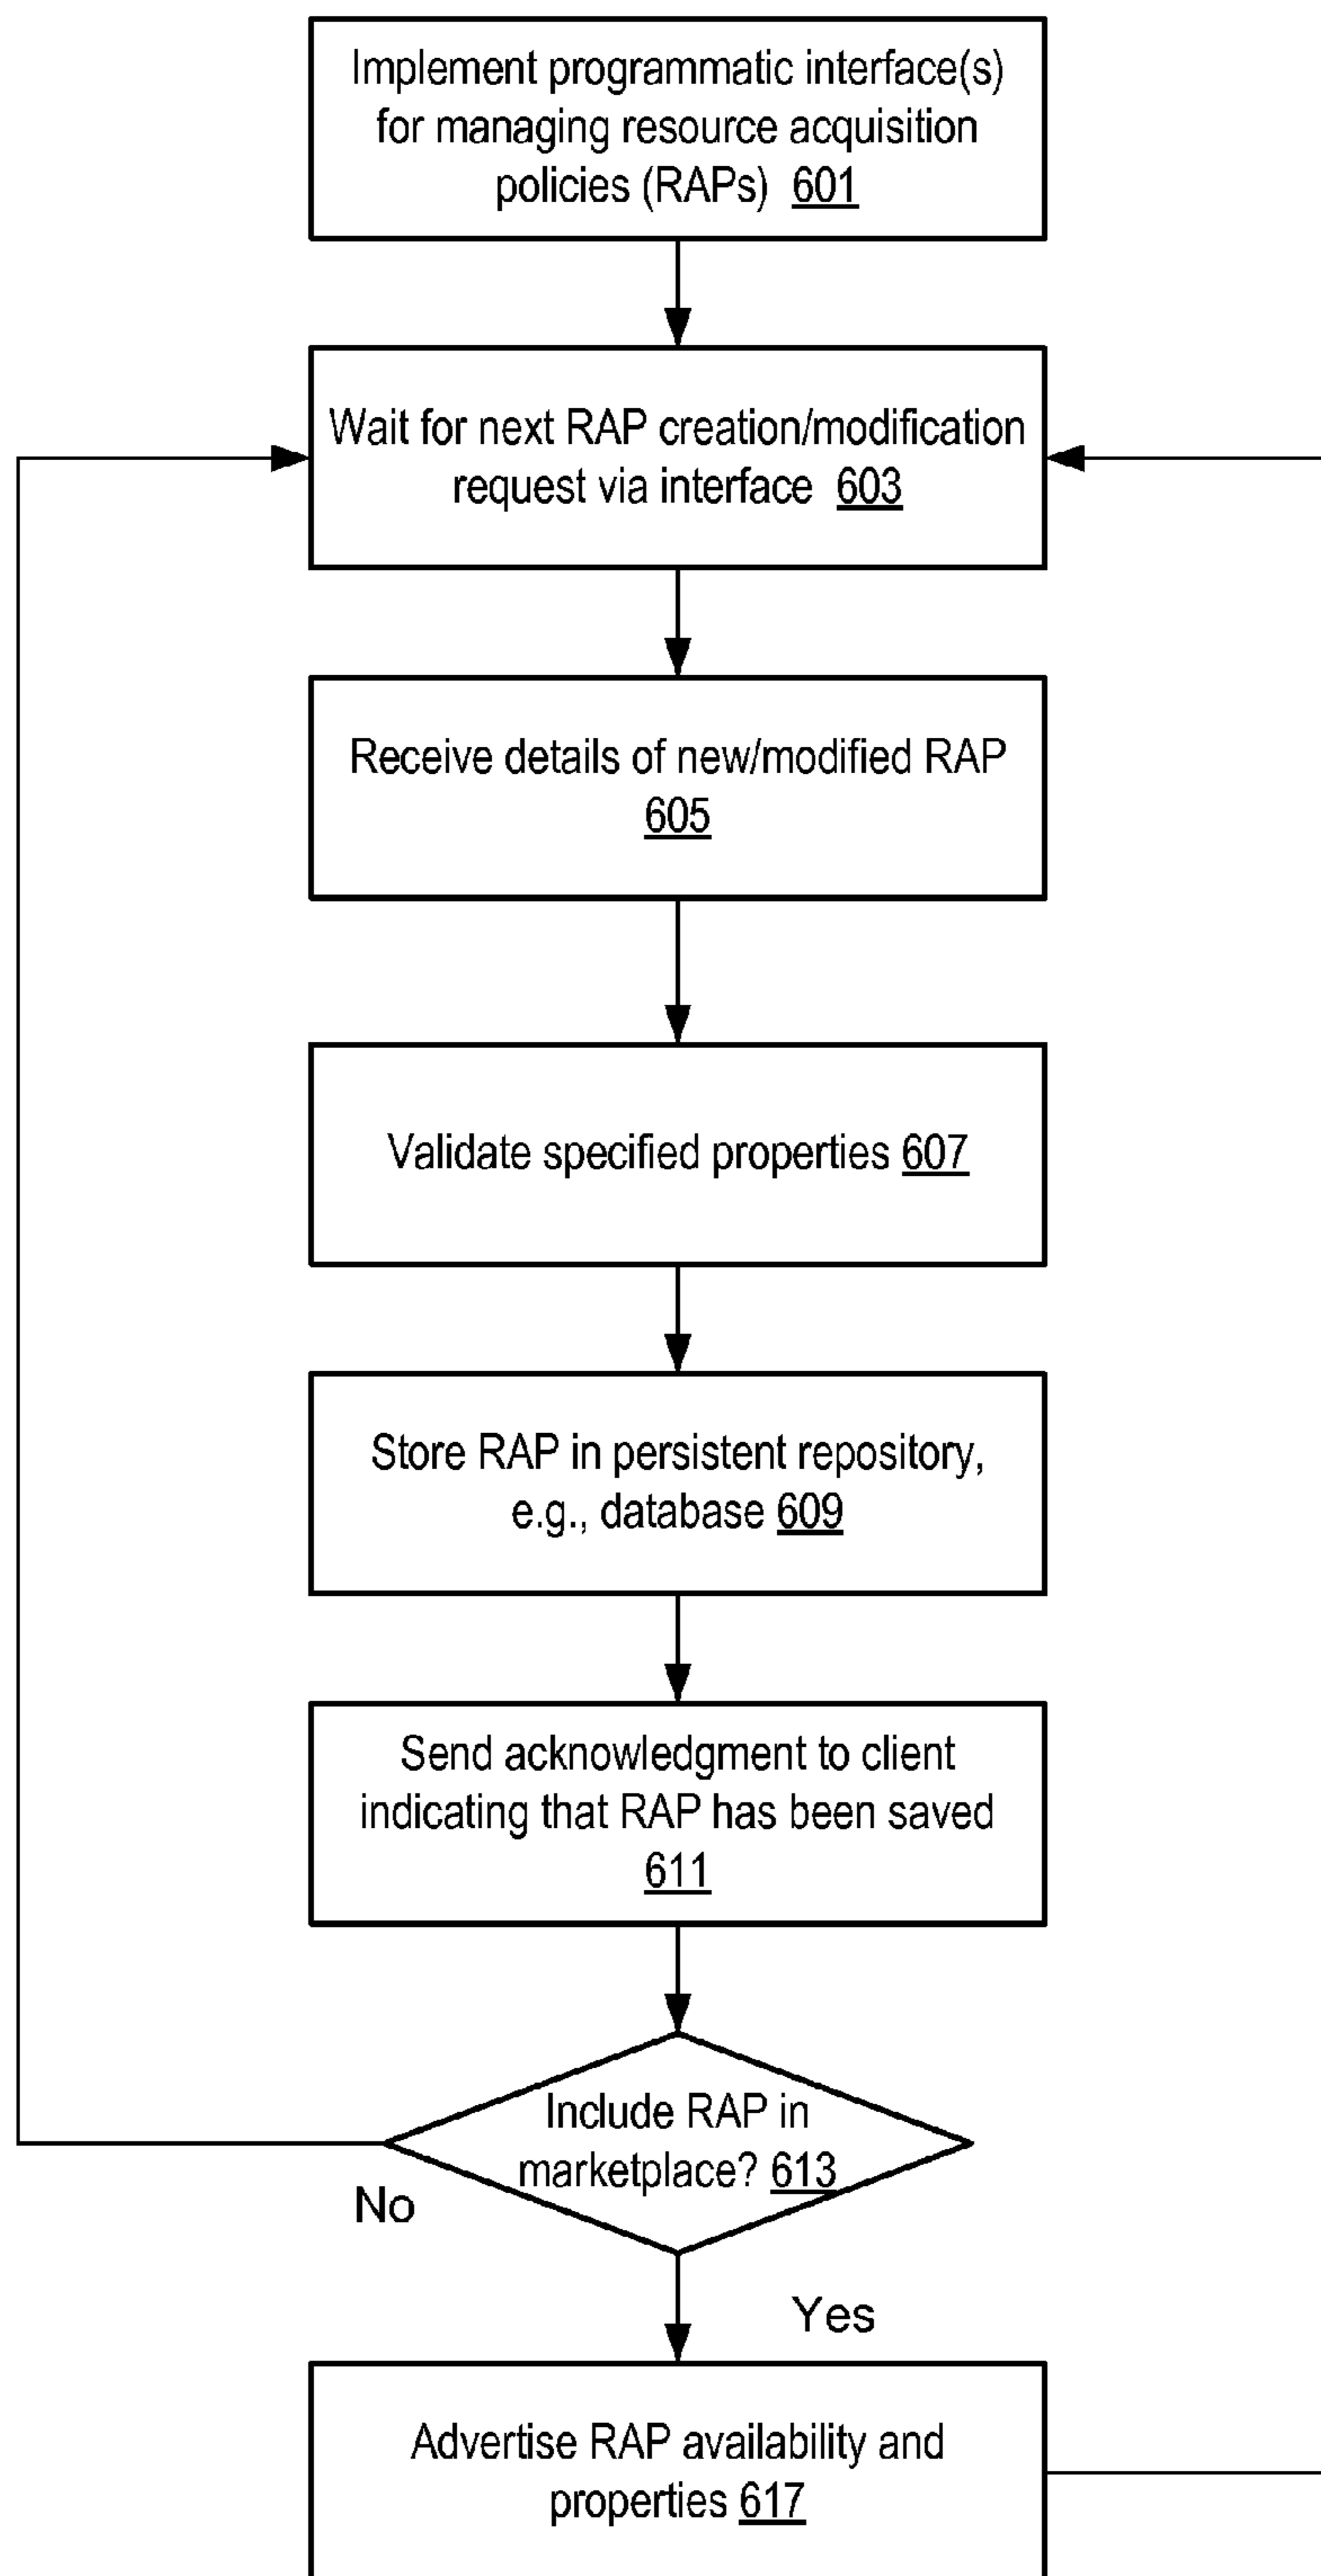 Implement programmatic interface(s)
for managing resource acquisition
policies (RAPs) 601
Wait for next RAP creation/modification
request via interface 603
Receive details of new/modified RAP
605
Validate specified properties 607
Store RAP in persistent repository,
e.g., database 609
Send acknowledgment to client
indicating that RAP has been saved
611
Include RAP in
marketplace? 613
No
Yes
Advertise RAP availability and
properties 617